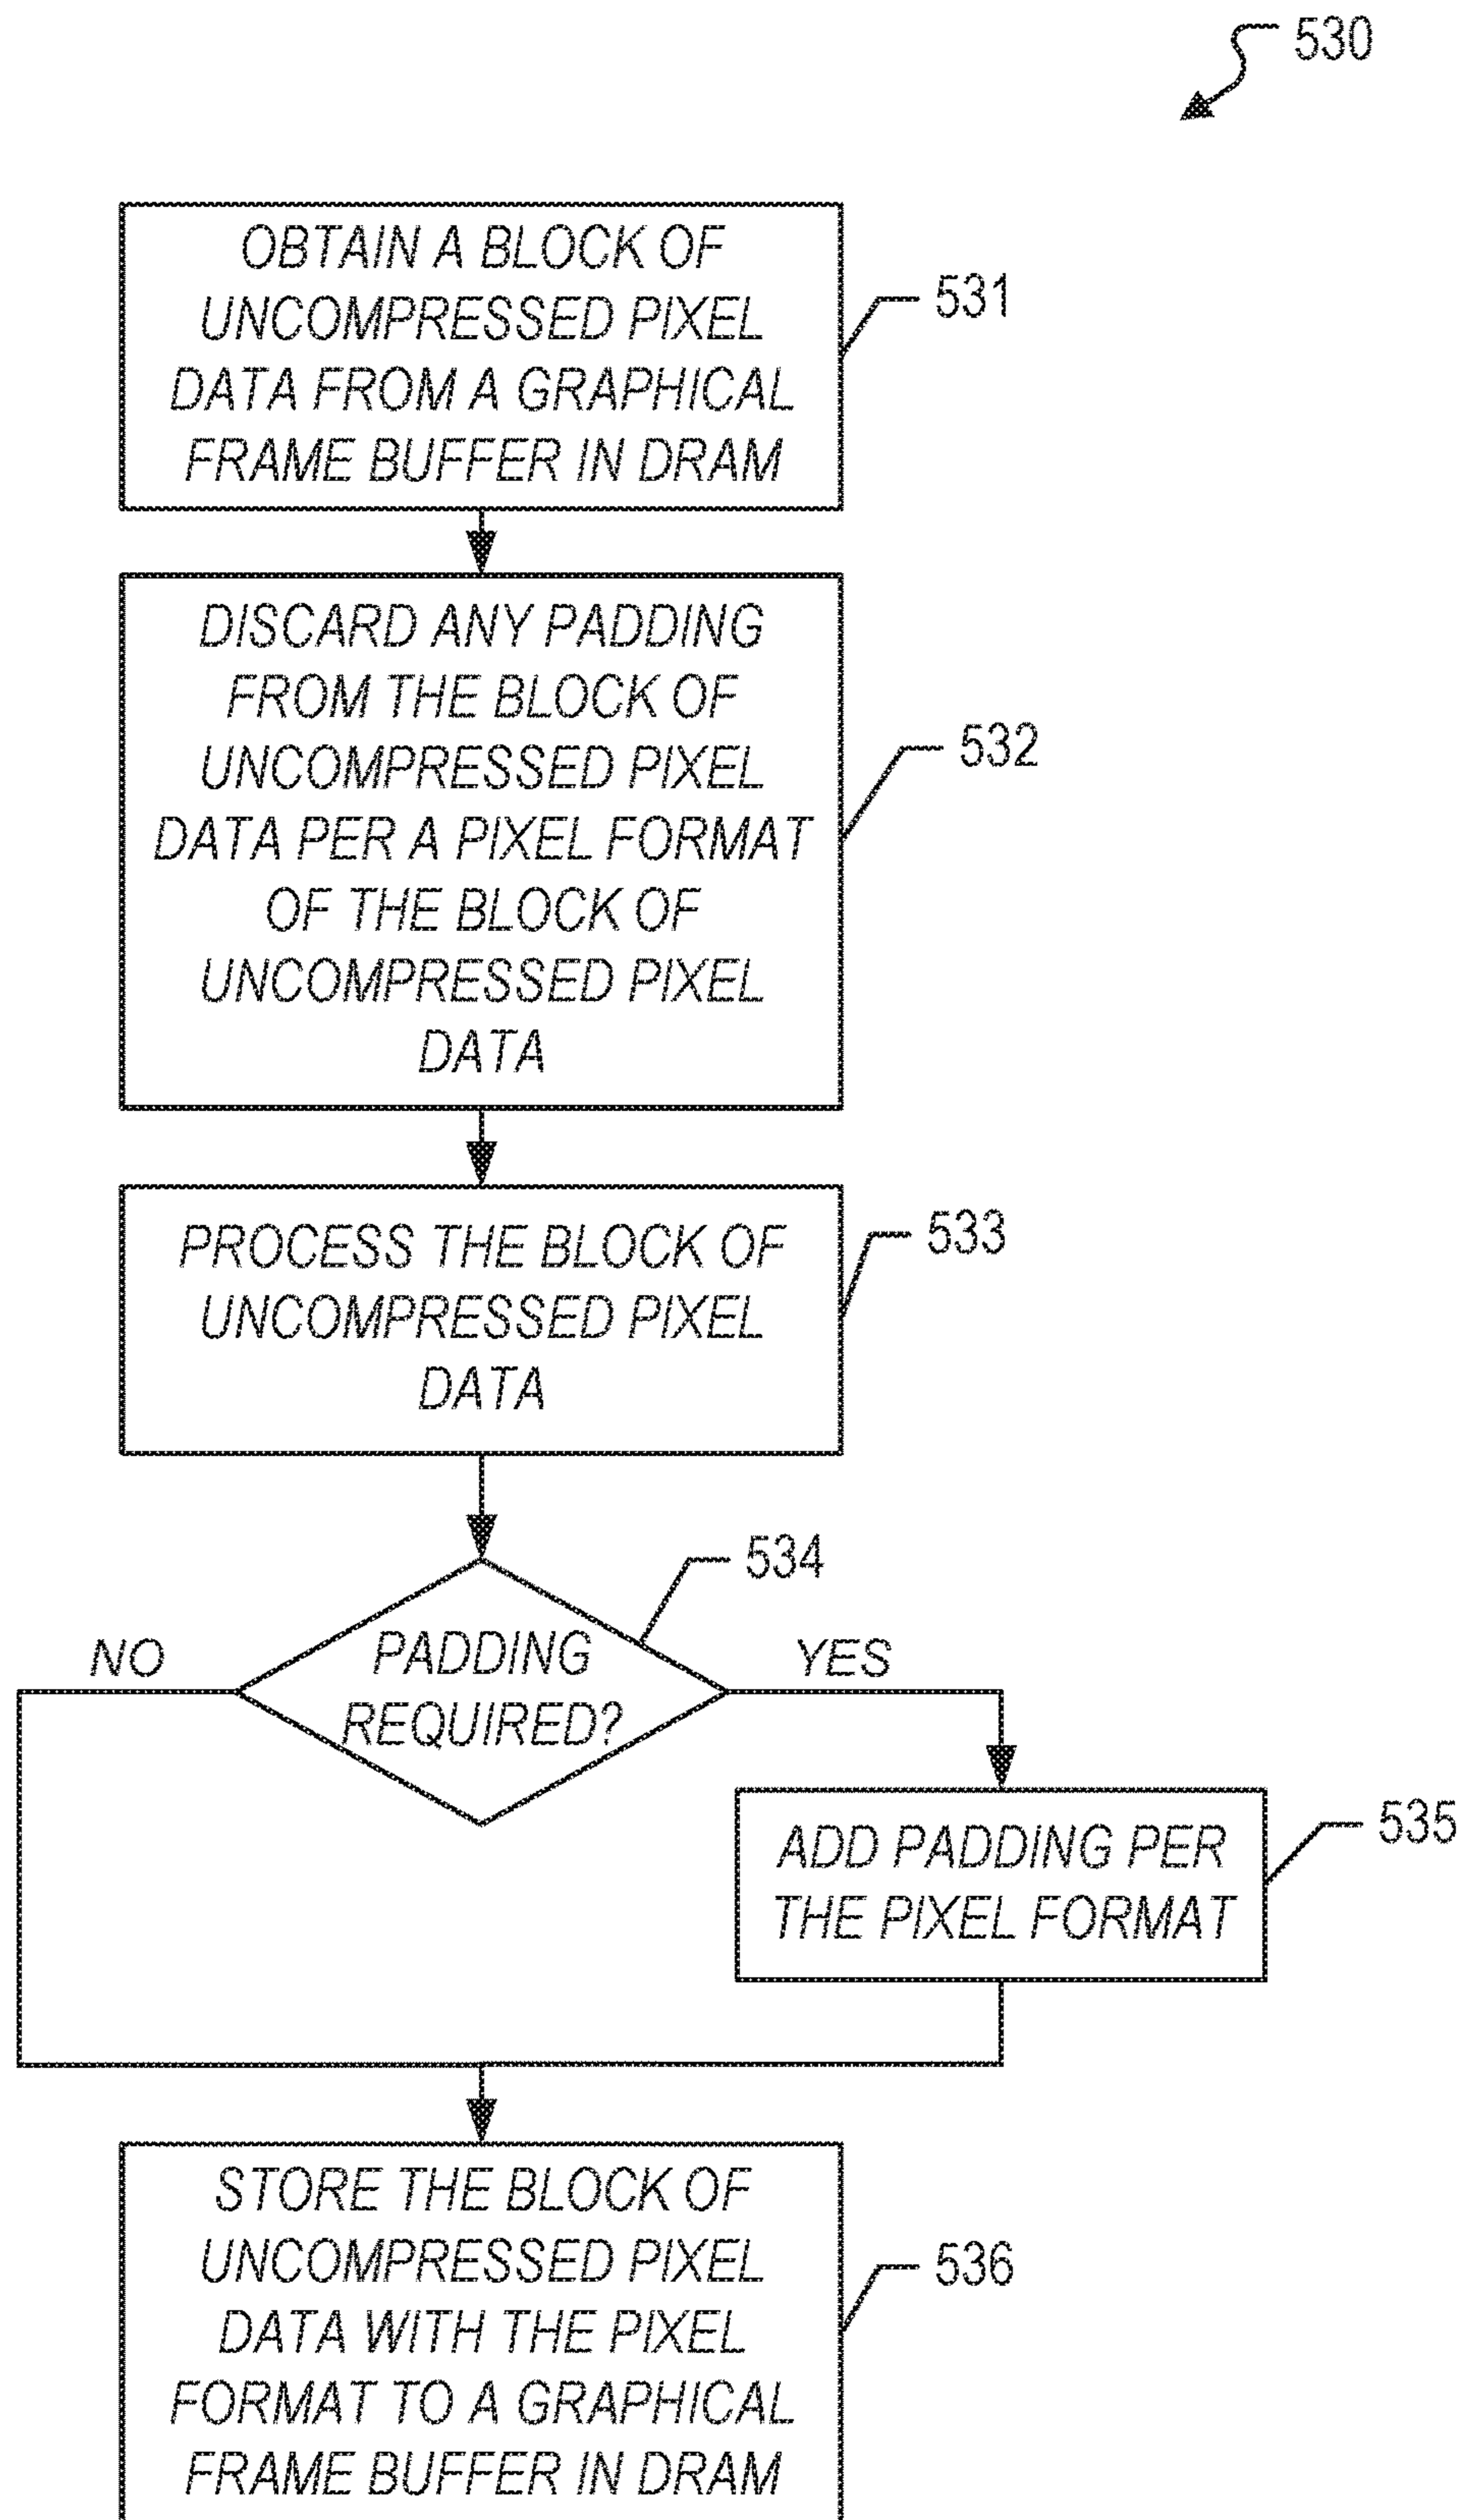 530
OBTAIN A BLOCK OF
UNCOMPRESSED PIXEL
DATA FROM A GRAPHICAL
FRAME BUFFER IN DRAM
531
DISCARD ANY PADDING
FROM THE BLOCK OF
UNCOMPRESSED PIXEL
DATA PER A PIXEL FORMAT
OF THE BLOCK OF
UNCOMPRESSED PIXEL
DATA
532
PROCESS THE BLOCK OF
UNCOMPRESSED PIXEL
DATA
533
534
NO
PADDING
REQUIRED?
YES
ADD PADDING PER
THE PIXEL FORMAT
535
STORE THE BLOCK OF
UNCOMPRESSED PIXEL
DATA WITH THE PIXEL
FORMAT TO A GRAPHICAL
FRAME BUFFER IN DRAM
536